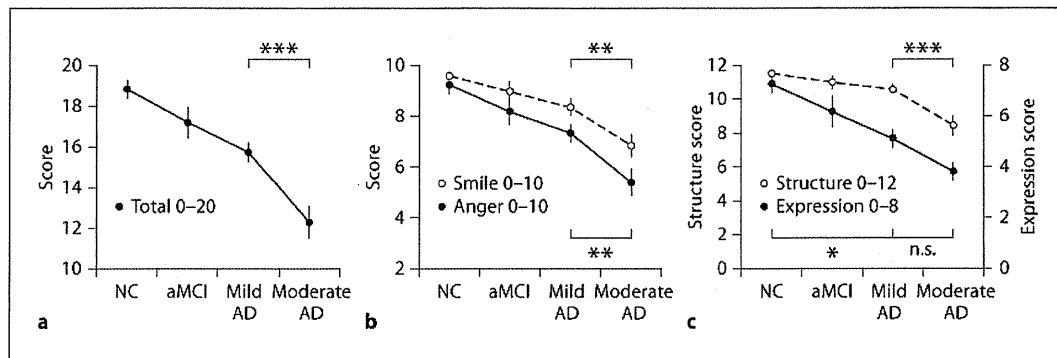 ***
20
18
16
14
12
10
Score
Total 0–20
NC
aMCI
Mild
AD
Moderate
AD
a
**
10
8
6
4
2
Score
Smile 0–10
Anger 0–10
**
NC
aMCI
Mild
AD
Moderate
AD
b
***
12
10
8
6
4
2
0
Structure score
8
6
4
2
0
Expression score
Structure 0–12
Expression 0–8
*
n.s.
NC
aMCI
Mild
AD
Moderate
AD
c